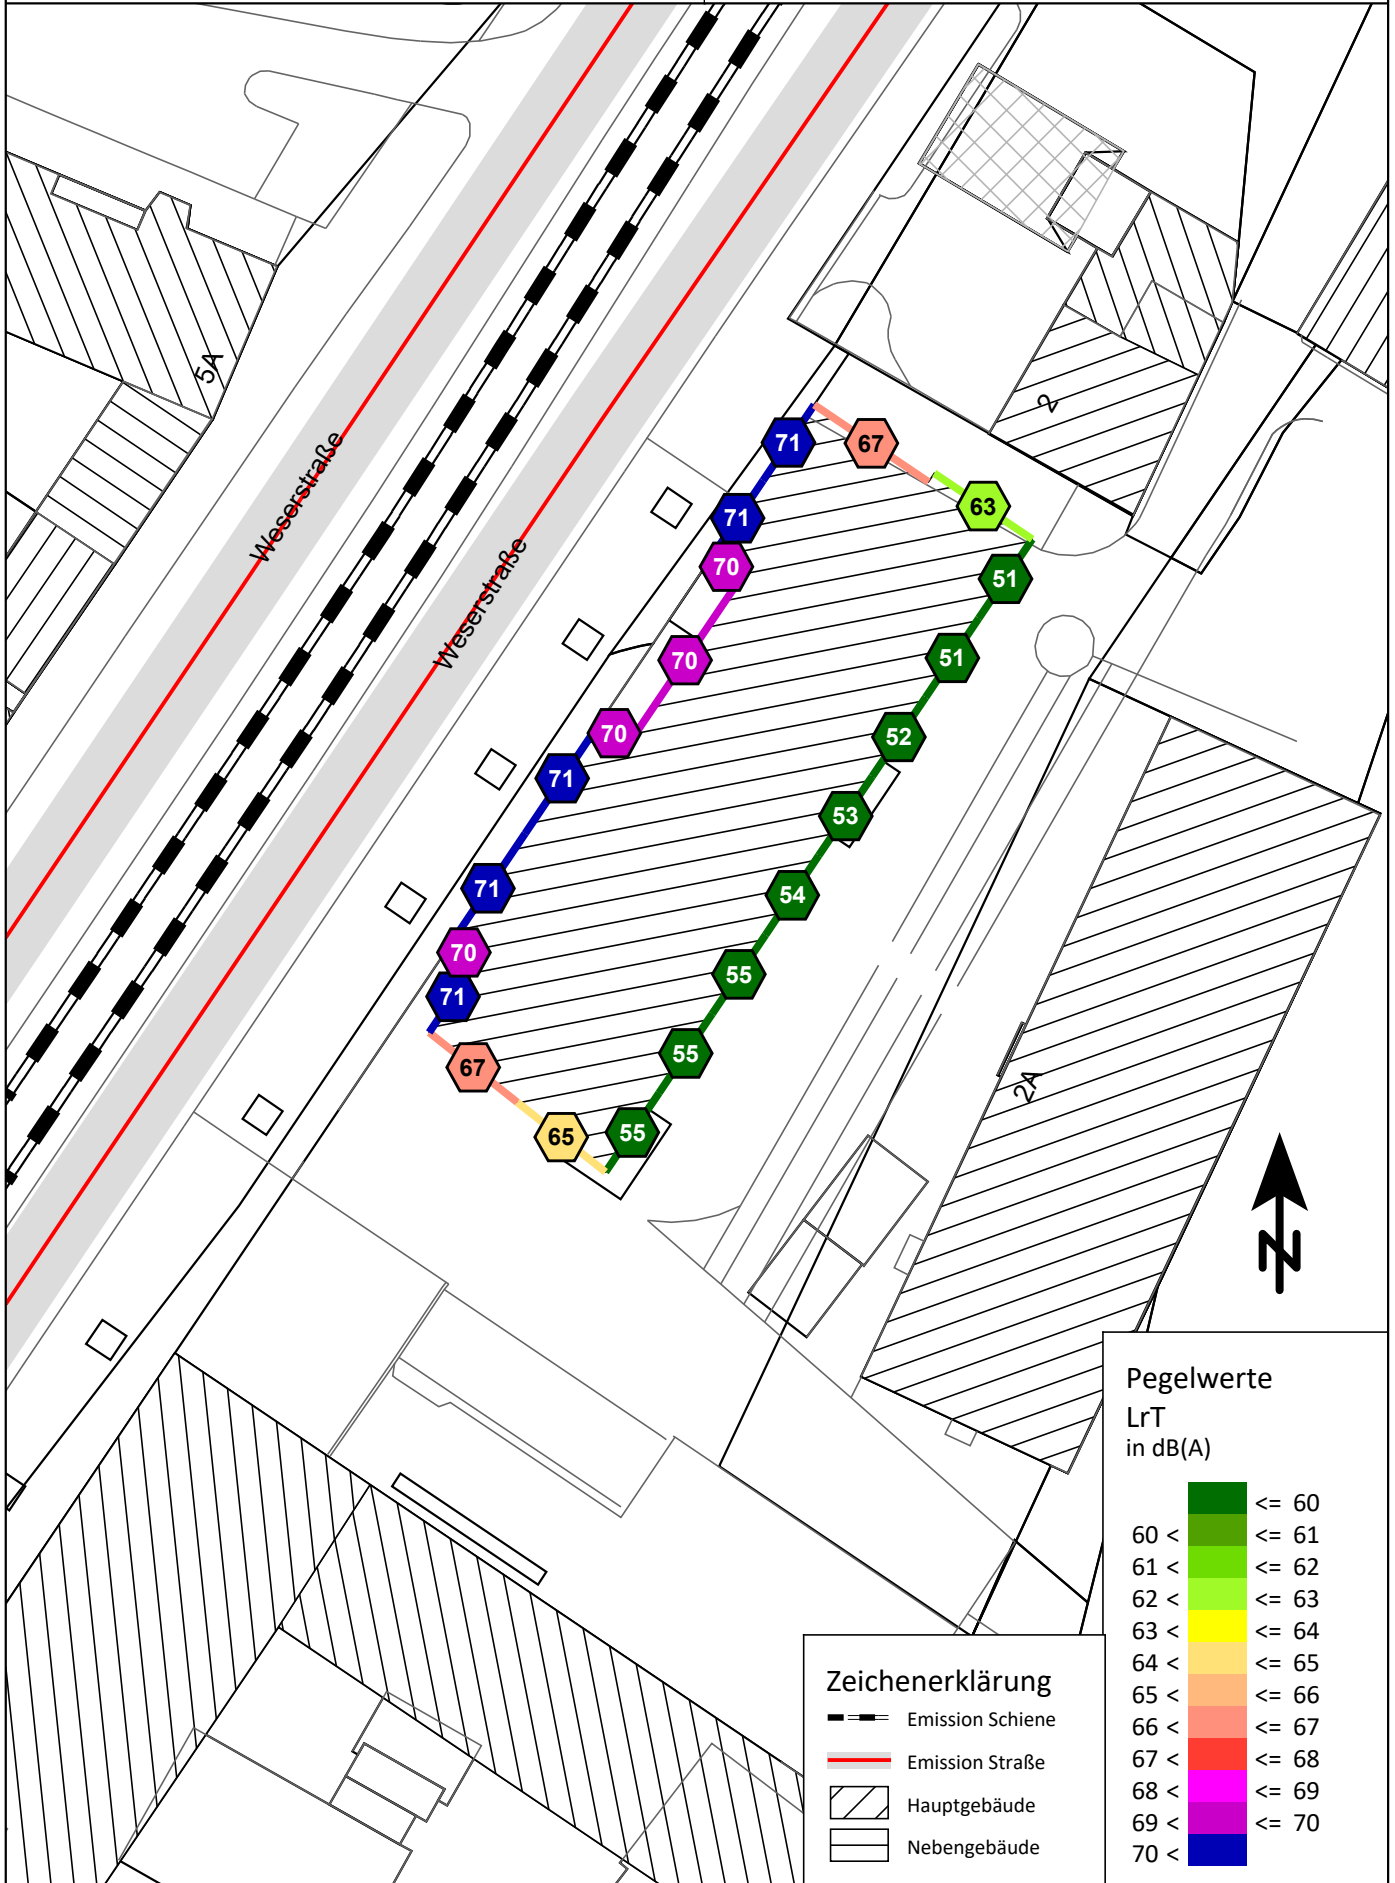 5A
Weserstraße
Weserstraße
2
71
67
71
63
70
51
70
51
70
52
71
53
71
54
70
55
71
55
67
65
55
2A
N
Pegelwerte
LrT
in dB(A)
<= 60
60 < <= 61
61 < <= 62
62 < <= 63
63 < <= 64
64 < <= 65
65 < <= 66
66 < <= 67
67 < <= 68
68 < <= 69
69 < <= 70
70 <
Zeichenerklärung
Emission Schiene
Emission Straße
Hauptgebäude
Nebengebäude